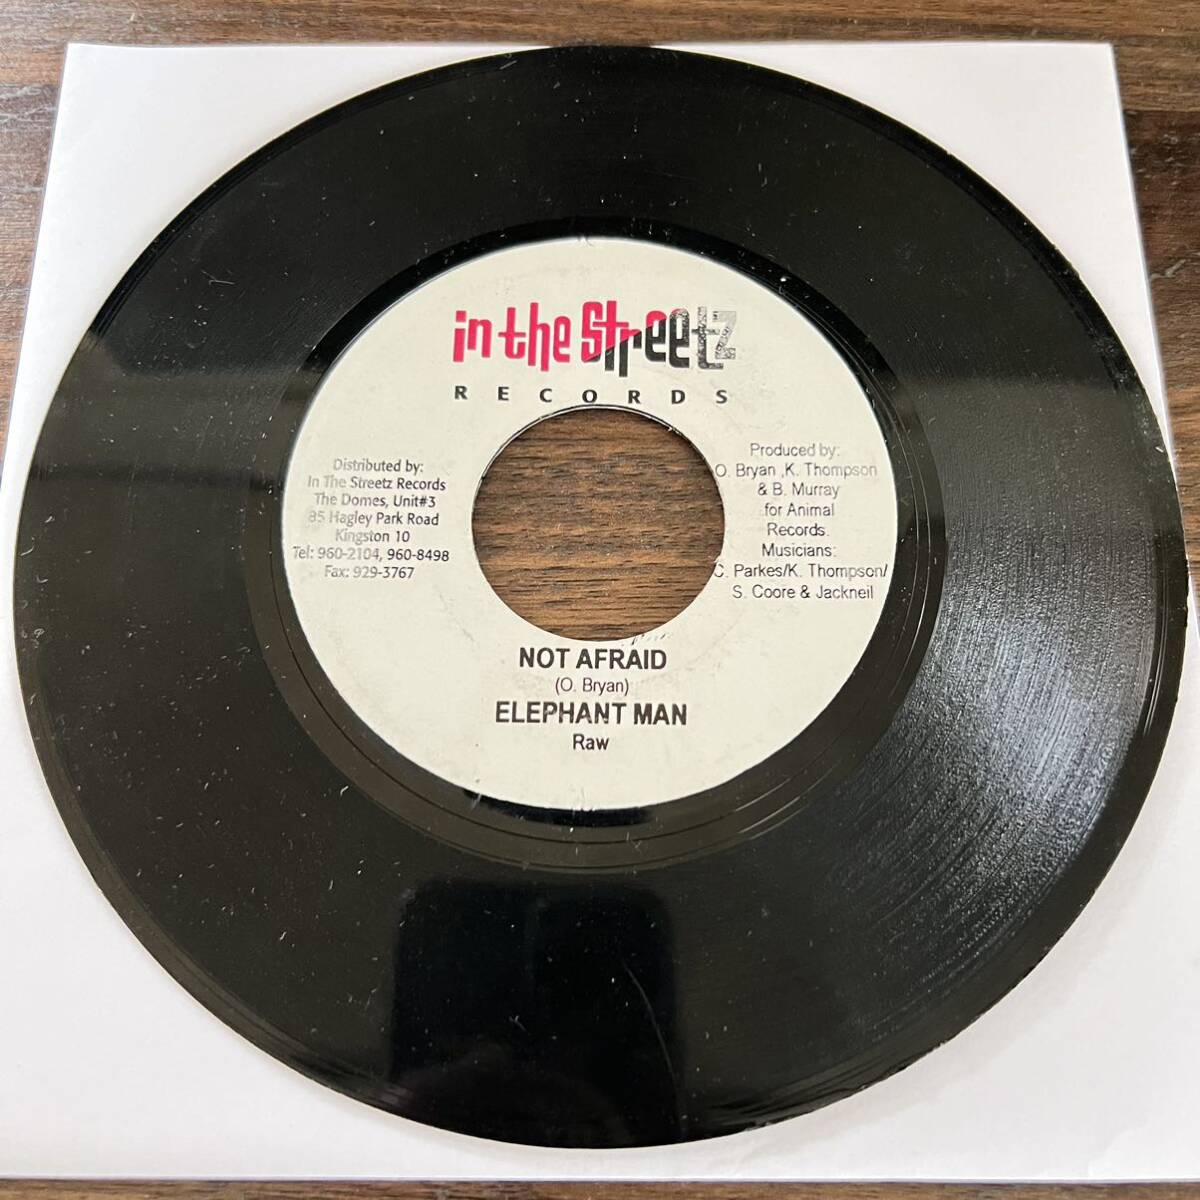 in the Streetz
RECORDS
Distributed by:
In The Streetz Records
The Domes, Unit#3
85 Hagley Park Road
Kingston 10
Tel: 960-2104, 960-8498
Fax: 929-3767
Produced by:
O. Bryan ,K. Thompson
& B. Murray
for Animal
Records.
Musicians:
C. Parkes/K. Thompson/
S. Coore & Jackneil
NOT AFRAID
(O. Bryan)
ELEPHANT MAN
Raw